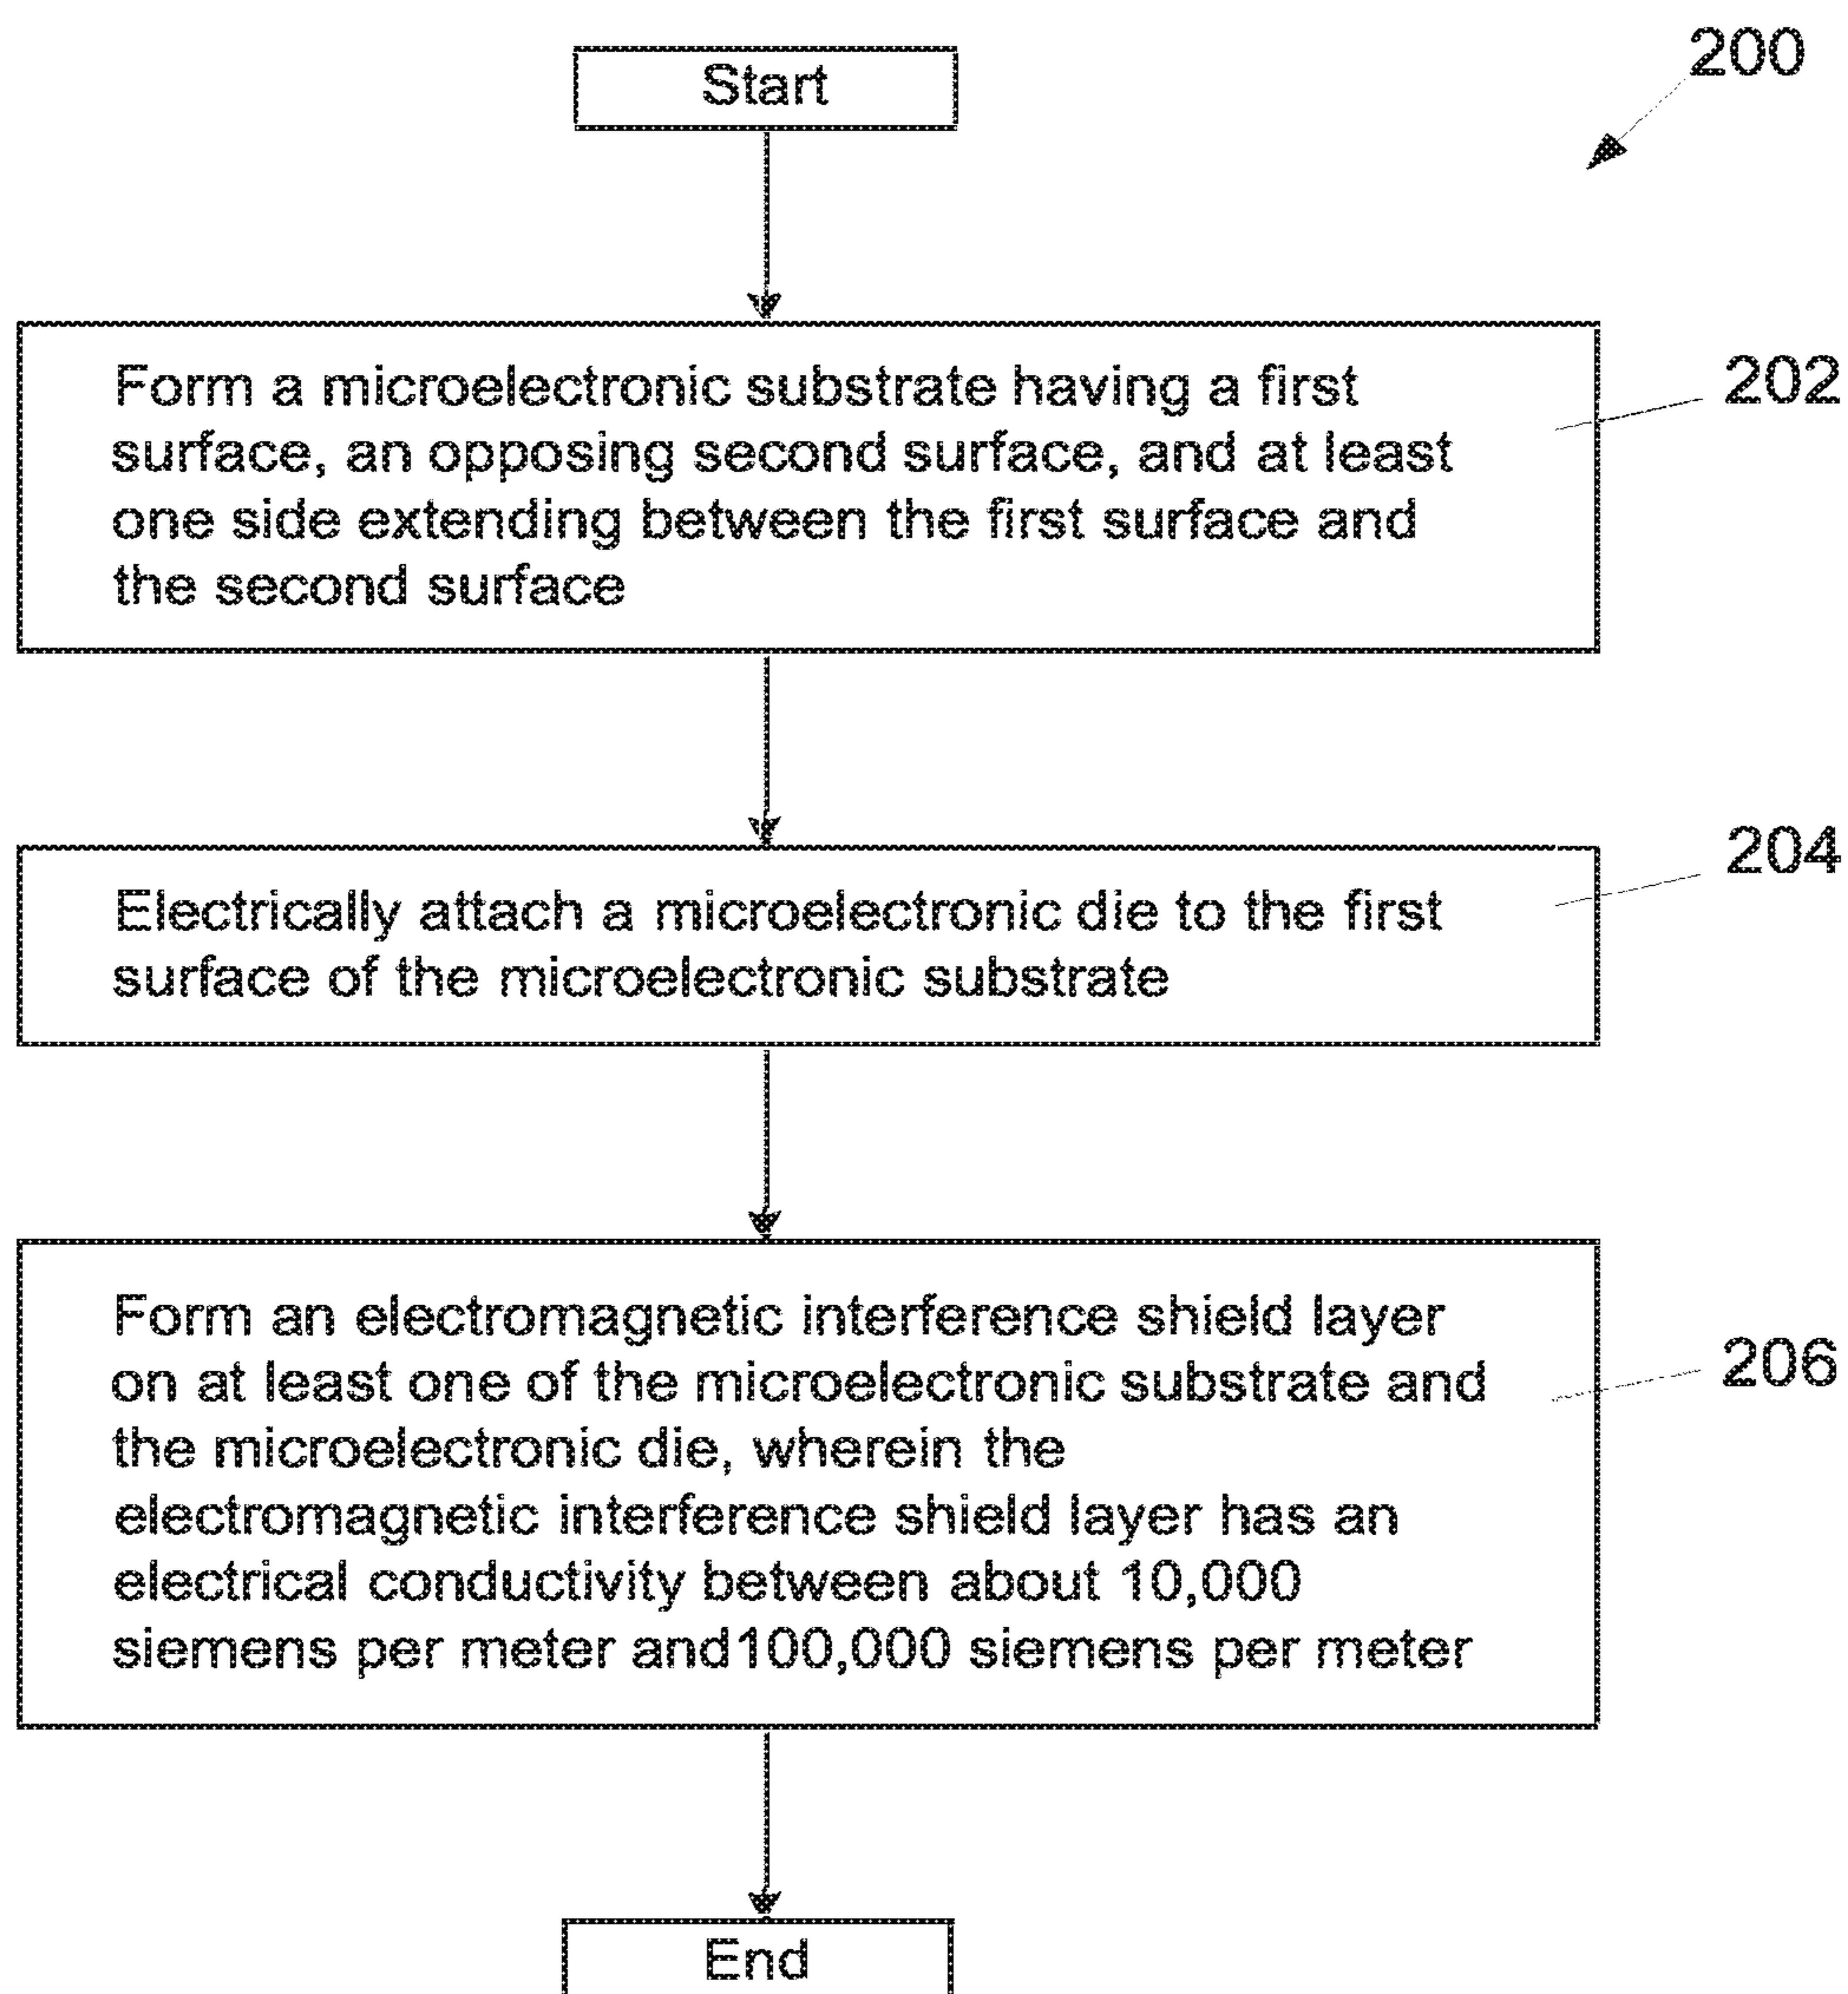 200
Start
Form a microelectronic substrate having a first
surface, an opposing second surface, and at least
one side extending between the first surface and
the second surface
202
Electrically attach a microelectronic die to the first
surface of the microelectronic substrate
204
Form an electromagnetic interference shield layer
on at least one of the microelectronic substrate and
the microelectronic die, wherein the
electromagnetic interference shield layer has an
electrical conductivity between about 10,000
siemens per meter and100,000 siemens per meter
206
End